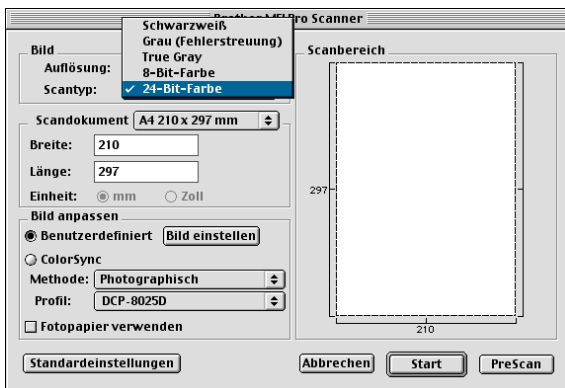 Pro Scanner
Schwarzweiß
Grau (Fehlerstreuung)
True Gray
8-Bit-Farbe
✓ 24-Bit-Farbe
Bild
Auflösung:
Scantyp:
Scandokument A4 210 x 297 mm
Breite: 210
Länge: 297
Einheit: mm Zoll
Bild anpassen
Benutzerdefiniert Bild einstellen
ColorSync
Methode: Photographisch
Profil: DCP-8025D
Fotopapier verwenden
Scanbereich
297
210
Standardeinstellungen
Abbrechen Start PreScan